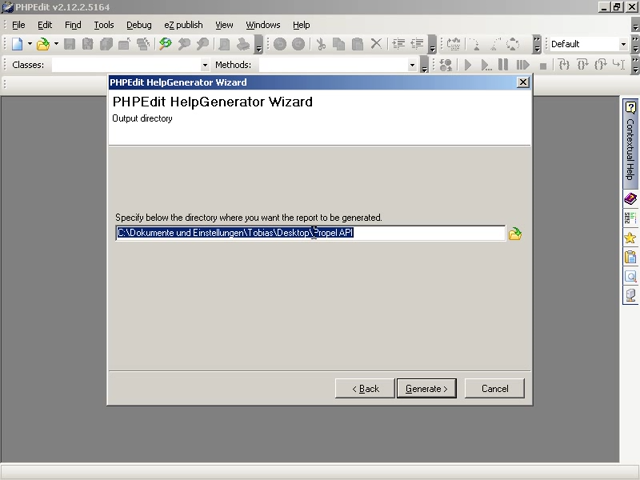 PHPEdit v2.12.2.5164
File Edit Find Tools Debug eZ publish View Windows Help
Default
Classes: Methods:
PHPEdit HelpGenerator Wizard
PHPEdit HelpGenerator Wizard
Output directory
Specify below the directory where you want the report to be generated.
C:\Dokumente und Einstellungen\Tobias\Desktop\Propel API
< Back Generate > Cancel
Contextual Help